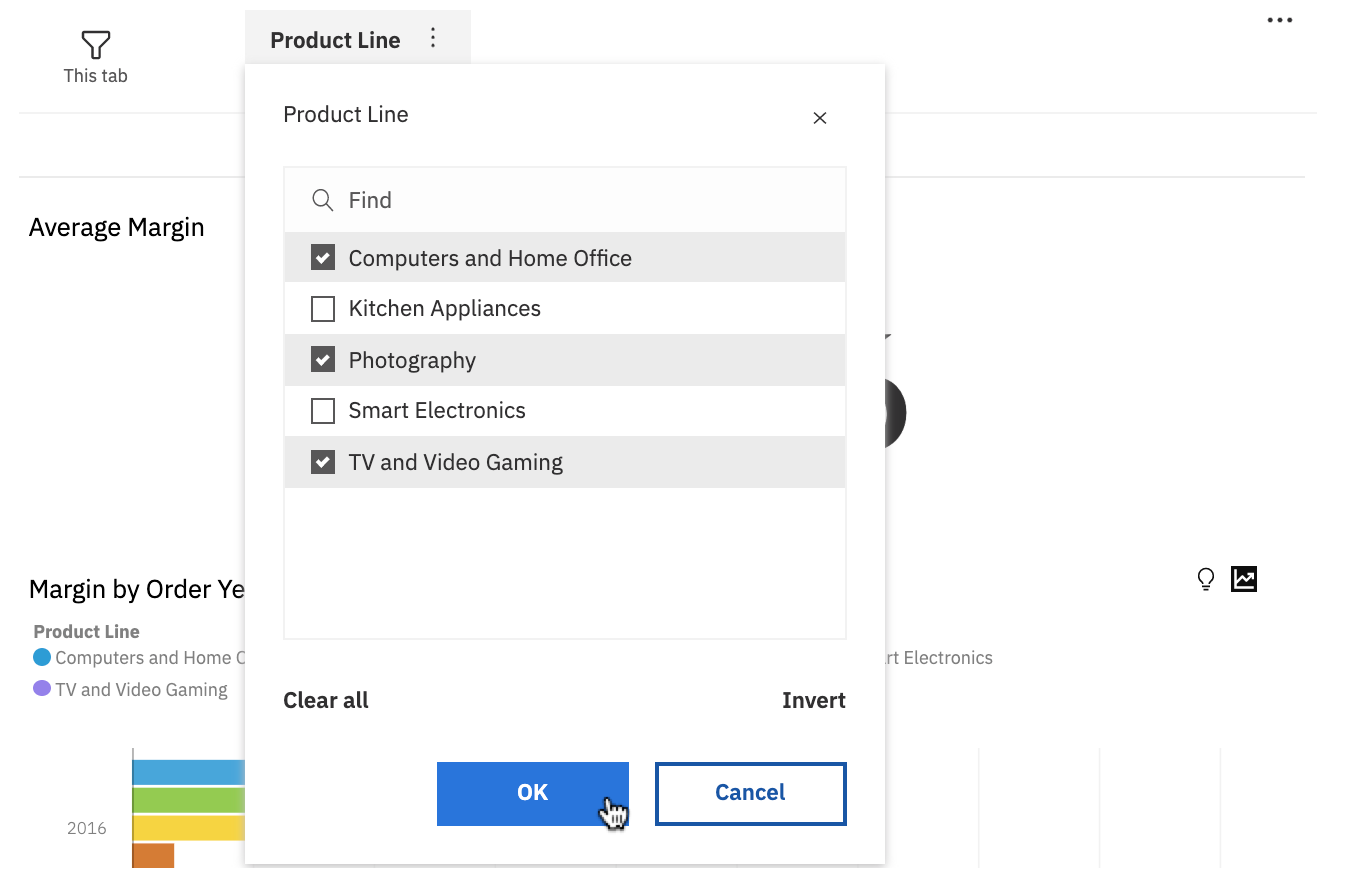 Product Line
This tab
Product Line
Find
Average Margin
Computers and Home Office
Kitchen Appliances
Photography
Smart Electronics
TV and Video Gaming
Margin by Order Ye
Product Line
Computers and Home
rt Electronics
TV and Video Gaming
Clear all
Invert
OK
Cancel
2016